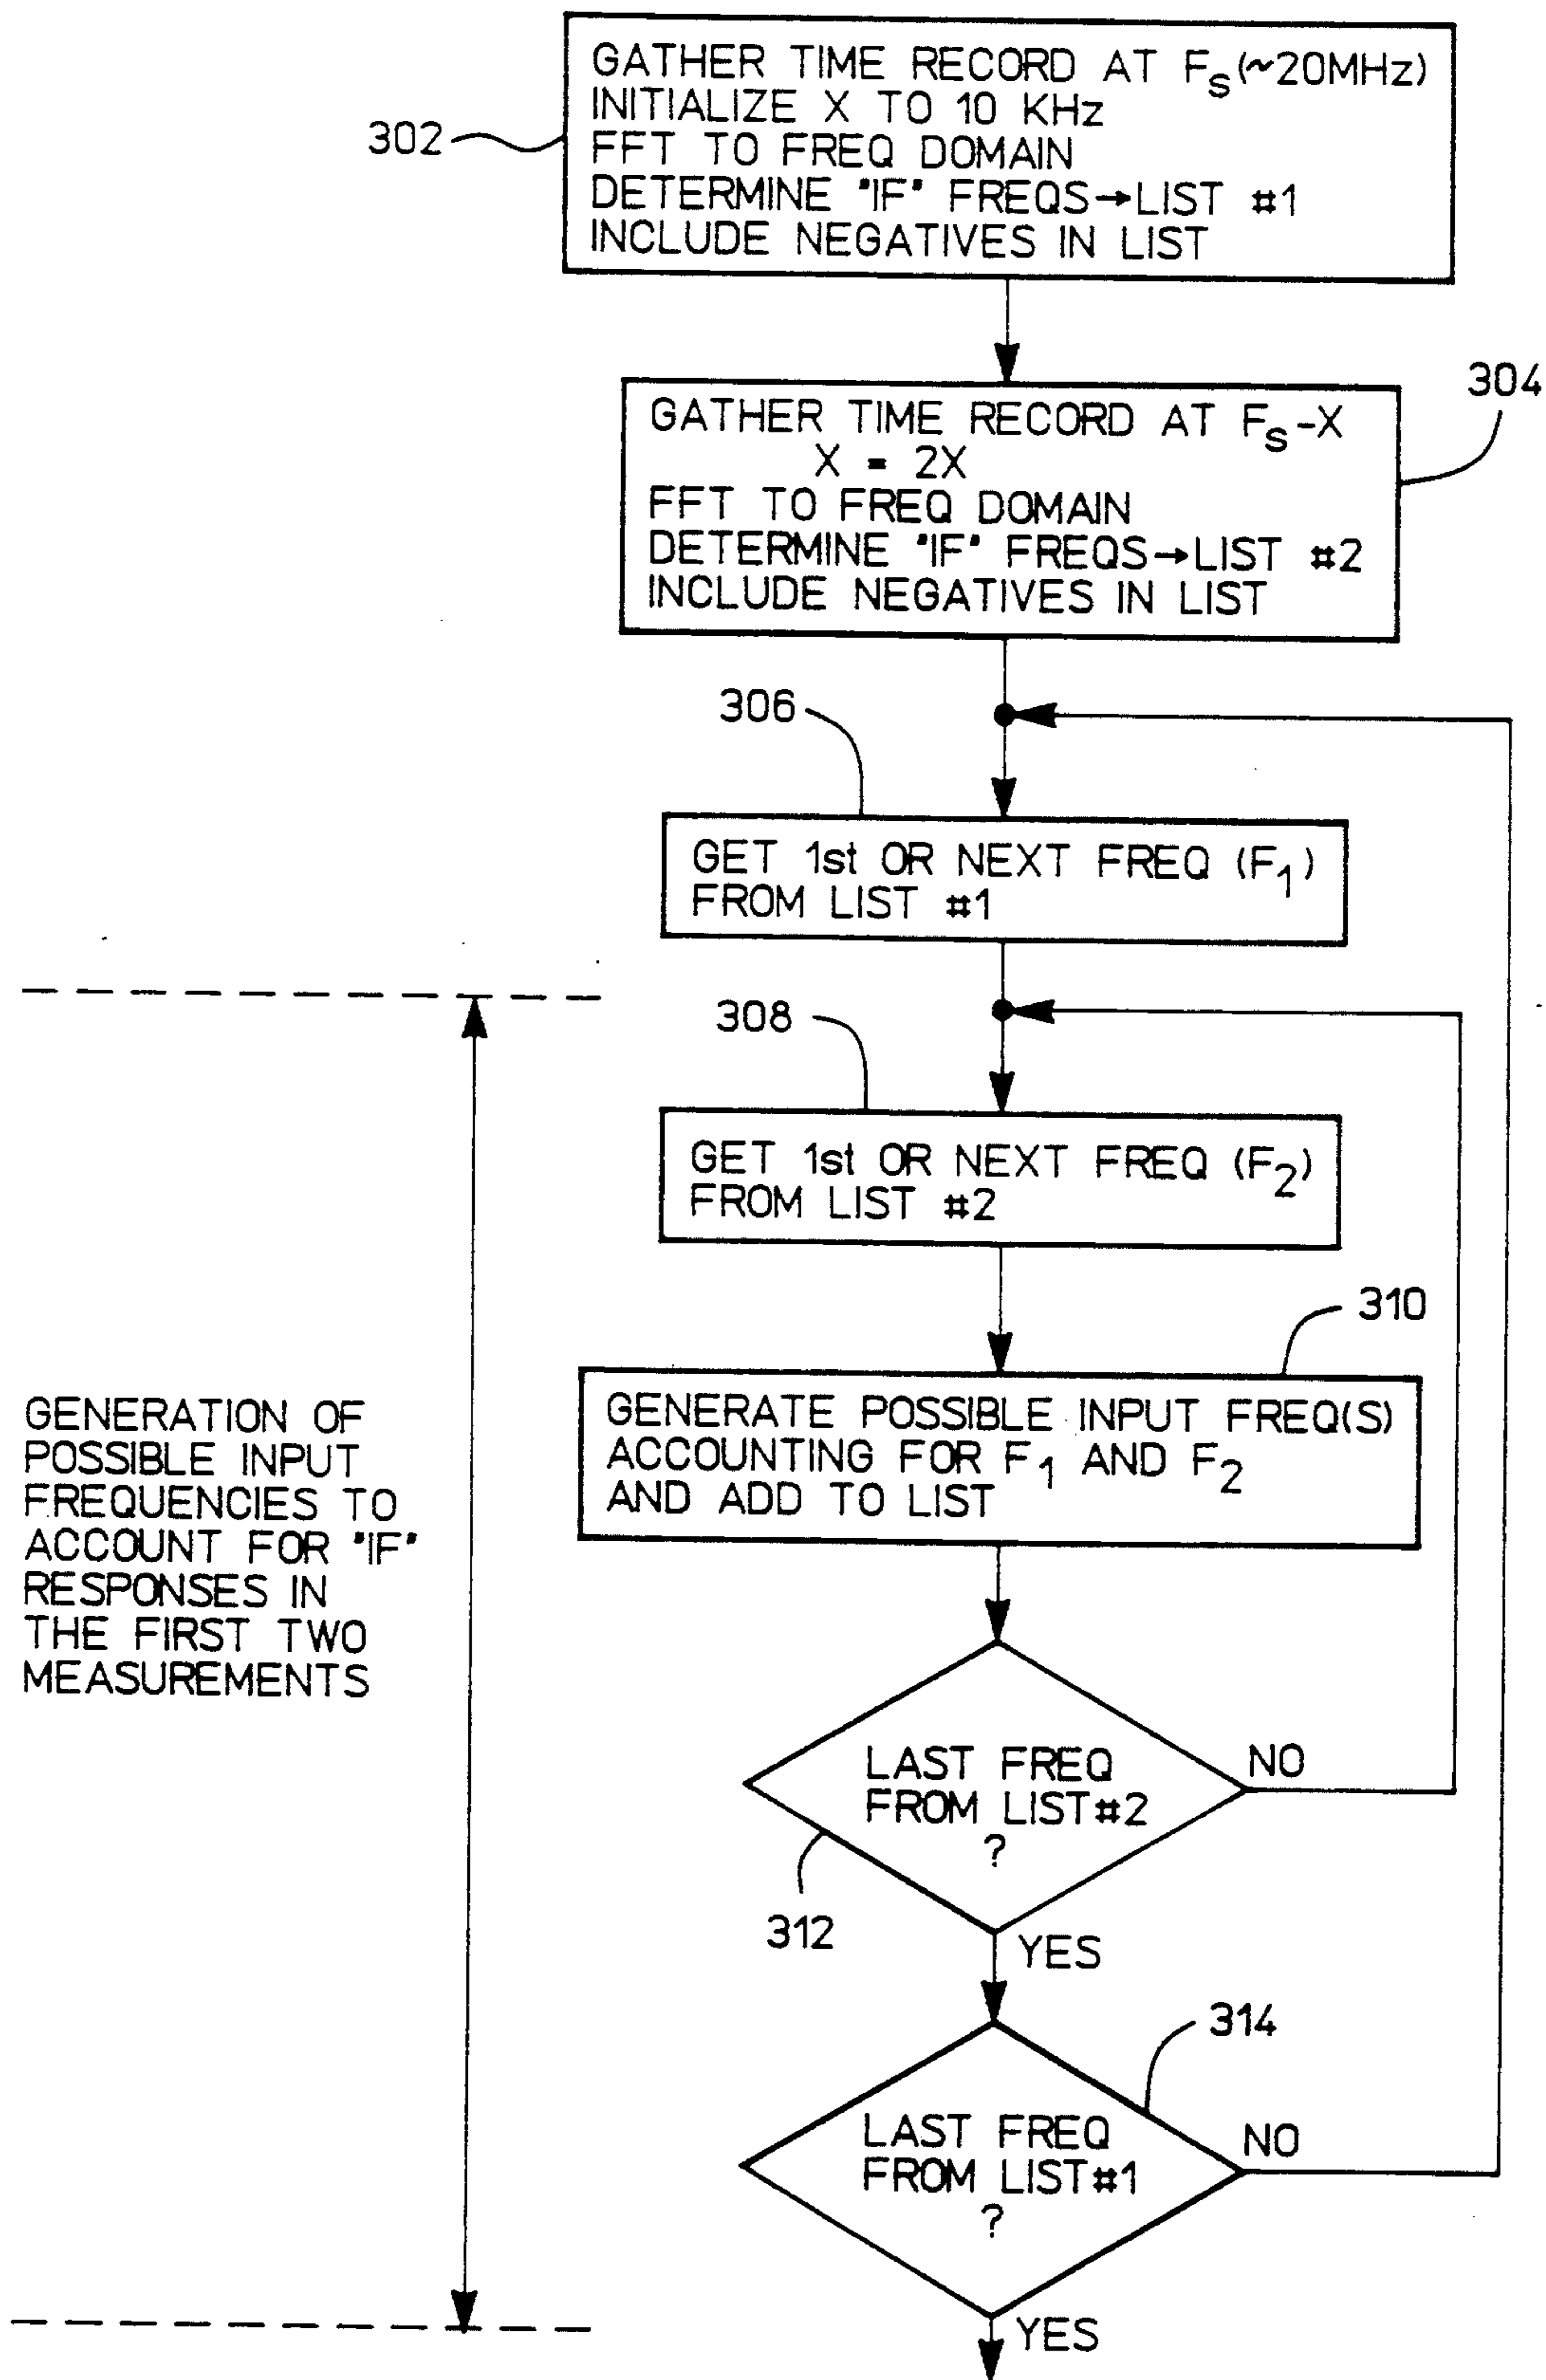 GATHER TIME RECORD AT FS(~20MHz)
INITIALIZE X TO 10 KHz
302
FFT TO FREQ DOMAIN
DETERMINE "IF" FREQS→LIST #1
INCLUDE NEGATIVES IN LIST
304
GATHER TIME RECORD AT FS-X
X = 2X
FFT TO FREQ DOMAIN
DETERMINE "IF" FREQS→LIST #2
INCLUDE NEGATIVES IN LIST
306
GET 1st OR NEXT FREQ (F1)
FROM LIST #1
308
GET 1st OR NEXT FREQ (F2)
FROM LIST #2
310
GENERATE POSSIBLE INPUT FREQ(S)
ACCOUNTING FOR F1 AND F2
AND ADD TO LIST
GENERATION OF
POSSIBLE INPUT
FREQUENCIES TO
ACCOUNT FOR "IF"
RESPONSES IN
THE FIRST TWO
MEASUREMENTS
LAST FREQ
FROM LIST#2
?
NO
312
YES
314
LAST FREQ
FROM LIST#1
?
NO
YES